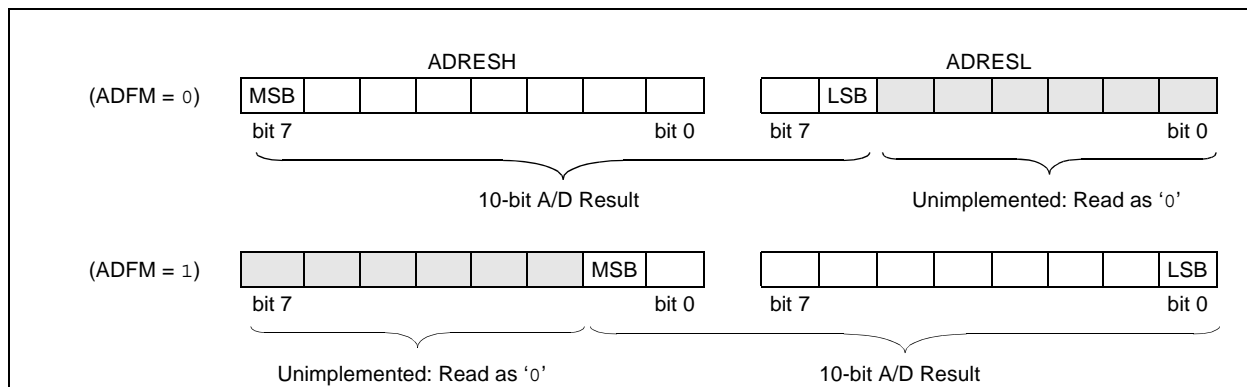 ADRESH ADRESL
(ADFM = 0) MSB LSB
bit 7 bit 0 bit 7 bit 0
10-bit A/D Result Unimplemented: Read as ‘0’
(ADFM = 1) MSB LSB
bit 7 bit 0 bit 7 bit 0
Unimplemented: Read as ‘0’ 10-bit A/D Result